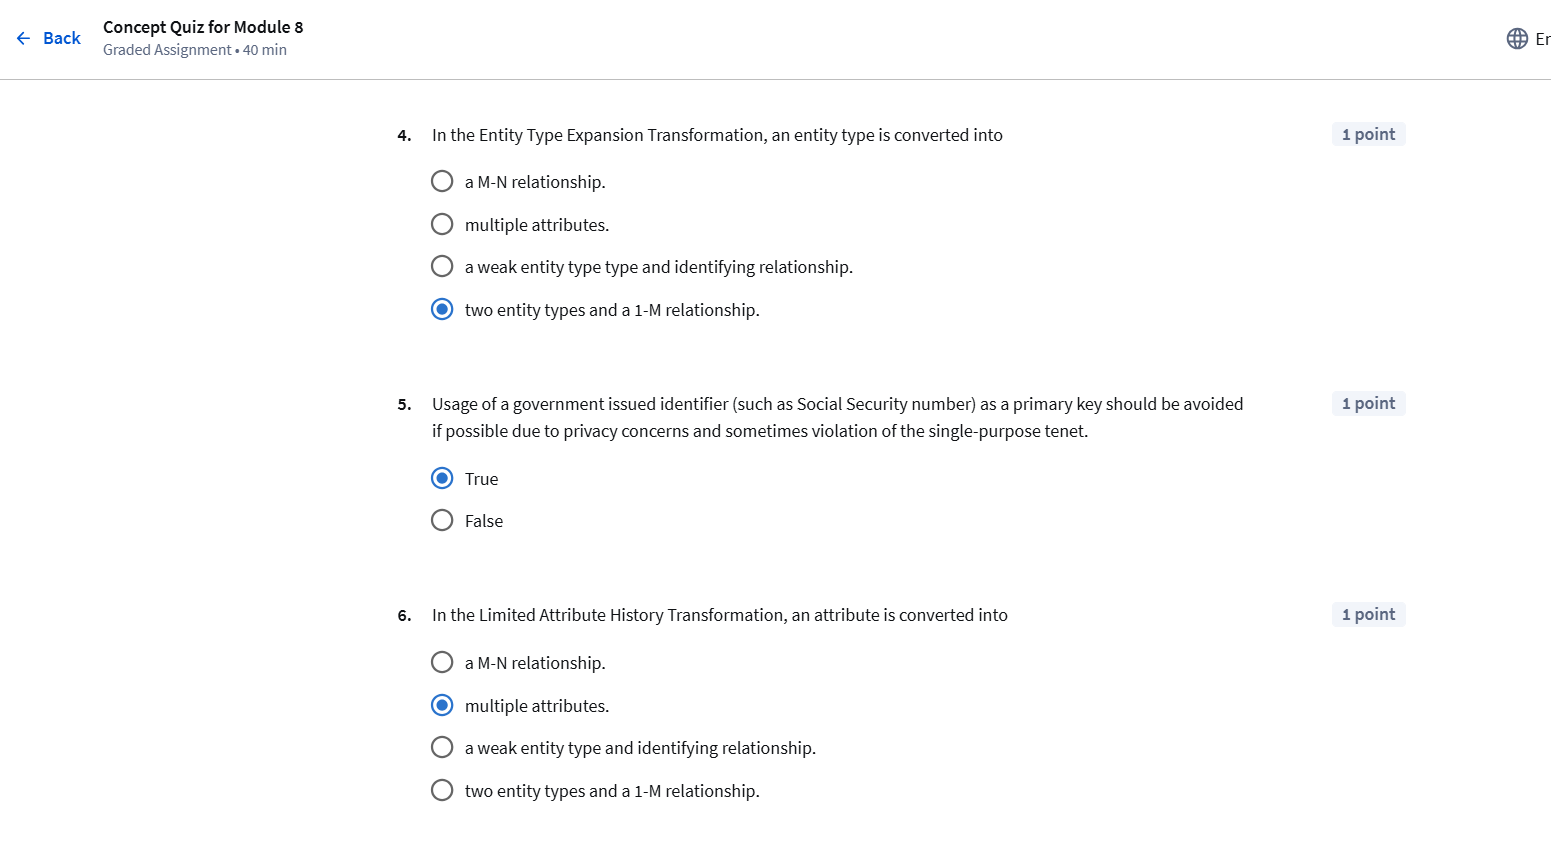 Back
Concept Quiz for Module 8
Graded Assignment • 40 min
Er
4. In the Entity Type Expansion Transformation, an entity type is converted into
1 point
a M-N relationship.
multiple attributes.
a weak entity type type and identifying relationship.
two entity types and a 1-M relationship.
5. Usage of a government issued identifier (such as Social Security number) as a primary key should be avoided
1 point
if possible due to privacy concerns and sometimes violation of the single-purpose tenet.
True
False
6. In the Limited Attribute History Transformation, an attribute is converted into
1 point
a M-N relationship.
multiple attributes.
a weak entity type and identifying relationship.
two entity types and a 1-M relationship.